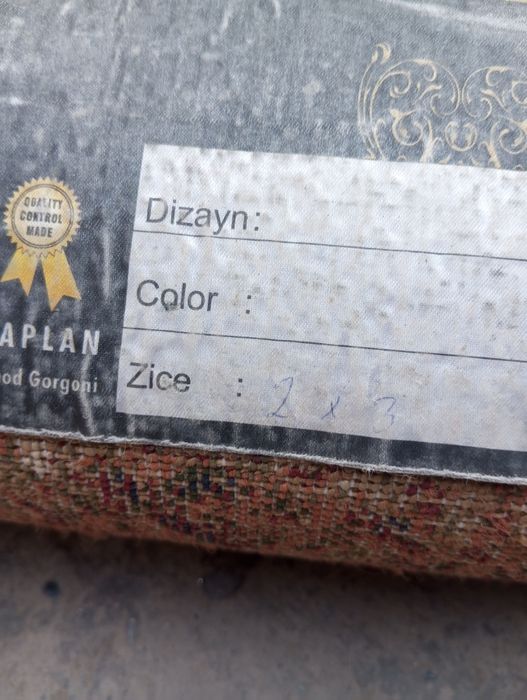 QUALITY
CONTROL
MADE
Dizayn:
Color :
APLAN
od Gorgoni
Zice : 2 x 3